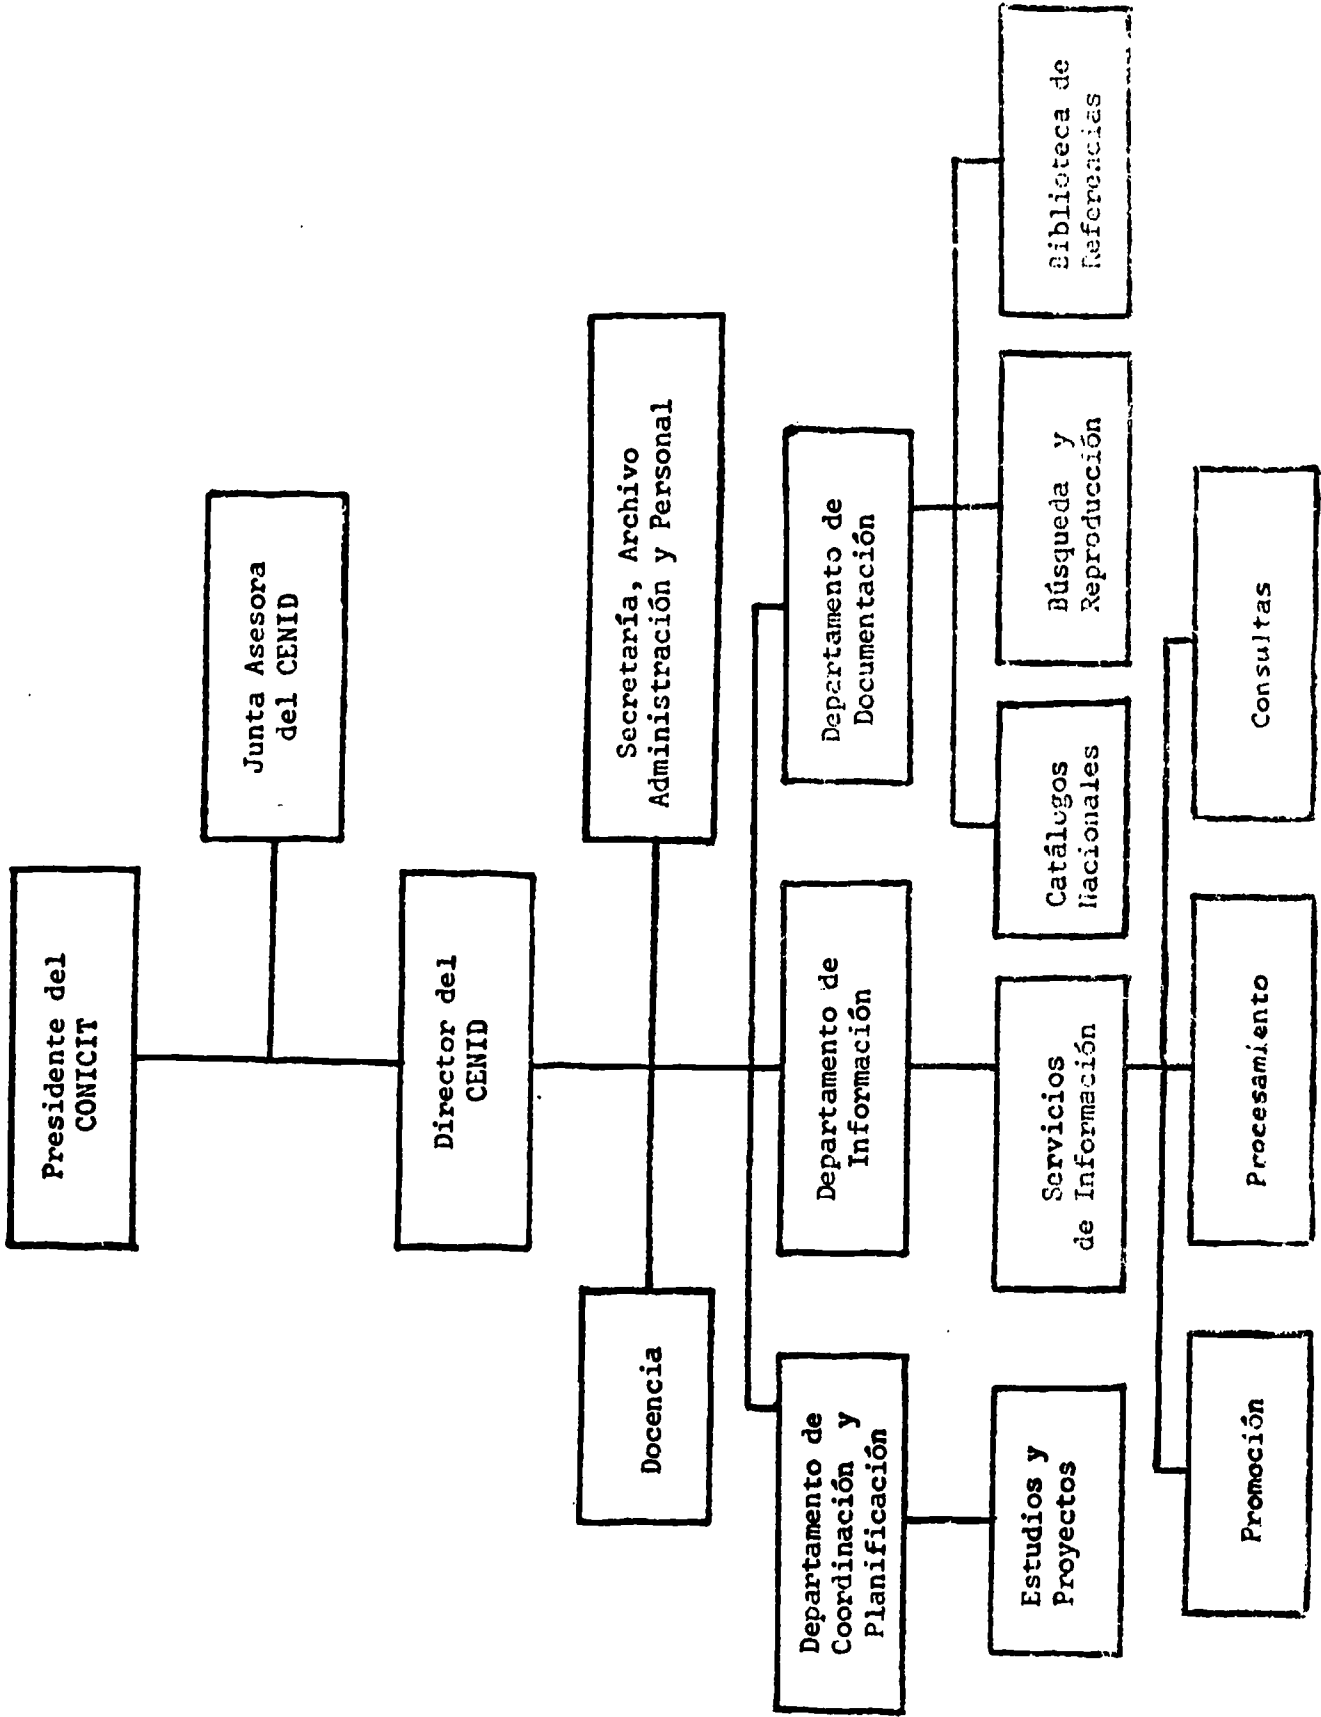 Presidente del
CONICIT
Junta Asesora
del CENID
Director del
CENID
Docencia
Secretaría, Archivo
Administración y Personal
Departamento de
Coordinación y
Planificación
Departamento de
Información
Departamento de
Documentación
Estudios y
Proyectos
Servicios
de Información
Catálogos
Nacionales
Búsqueda y
Reproducción
Biblioteca de
Referencias
Promoción
Procesamiento
Consultas